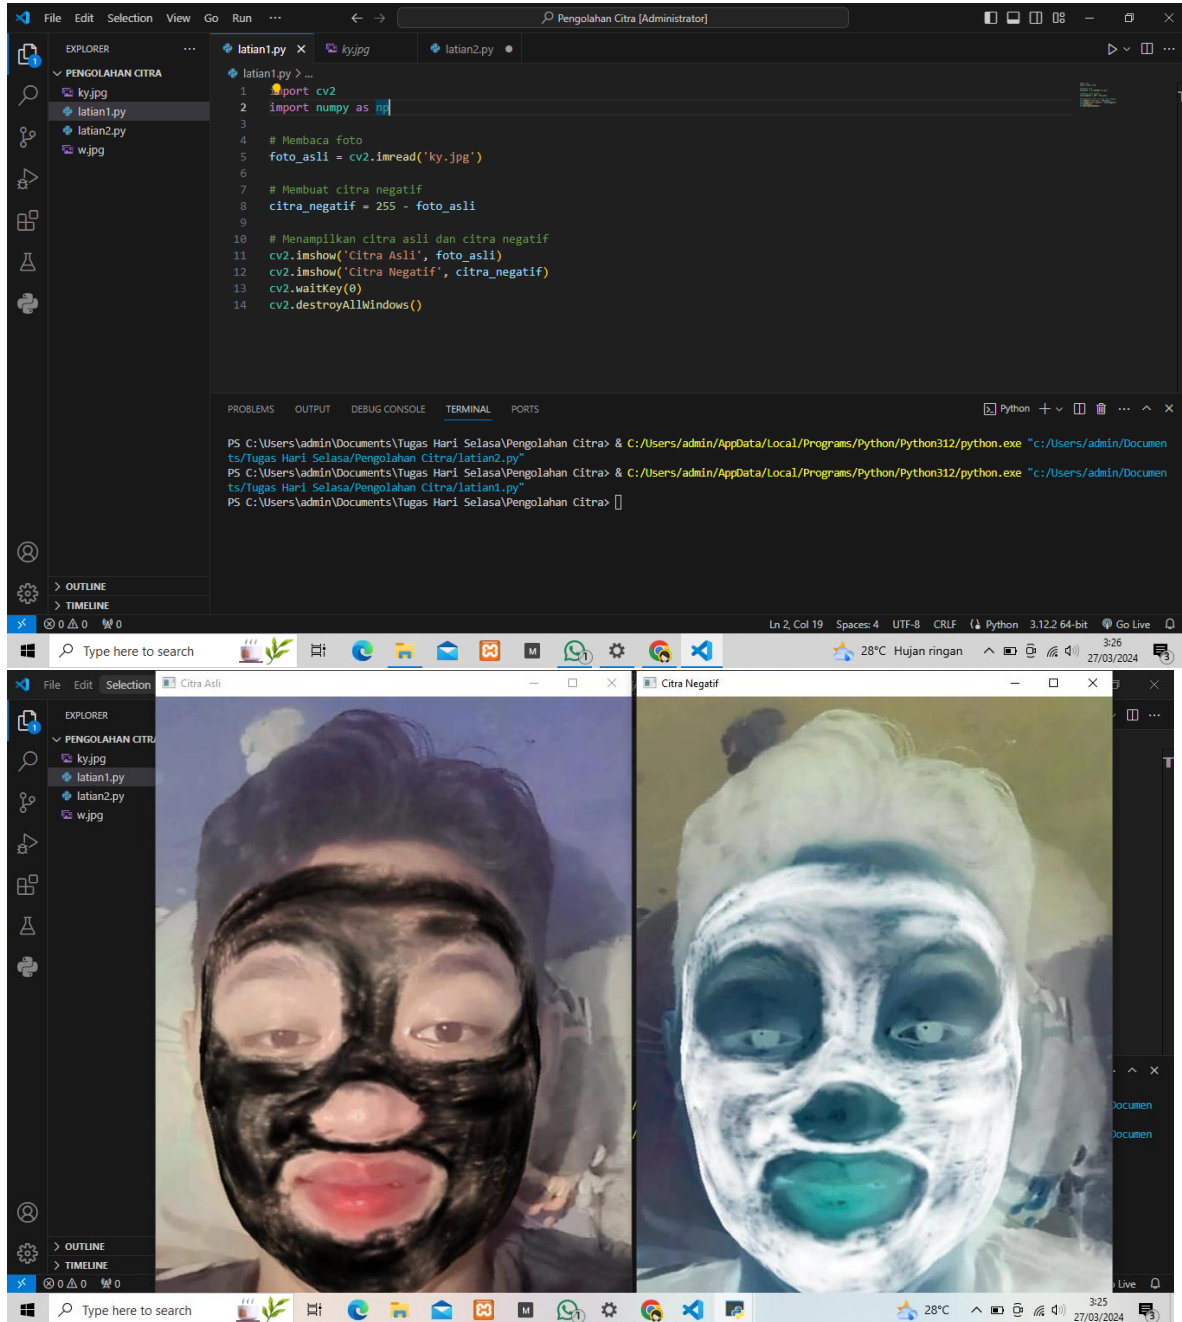 File Edit Selection View Go Run ... Pengolahan Citra [Administrator]
EXPLORER
PENGOLAHAN CITRA
ky.jpg
latian1.py
latian2.py
w.jpg
OUTLINE
TIMELINE
latian1.py ky.jpg latian2.py
latian1.py > ...
1 import cv2
2 import numpy as np
3
4 # Membaca foto
5 foto_asli = cv2.imread('ky.jpg')
6
7 # Membuat citra negatif
8 citra_negatif = 255 - foto_asli
9
10 # Menampilkan citra asli dan citra negatif
11 cv2.imshow('Citra Asli', foto_asli)
12 cv2.imshow('Citra Negatif', citra_negatif)
13 cv2.waitKey(0)
14 cv2.destroyAllWindows()
PROBLEMS OUTPUT DEBUG CONSOLE TERMINAL PORTS Python
PS C:\Users\admin\Documents\Tugas Hari Selasa\Pengolahan Citra> & C:/Users/admin/AppData/Local/Programs/Python/Python312/python.exe "c:/Users/admin/Documen
ts/Tugas Hari Selasa/Pengolahan Citra/latian2.py"
PS C:\Users\admin\Documents\Tugas Hari Selasa\Pengolahan Citra> & C:/Users/admin/AppData/Local/Programs/Python/Python312/python.exe "c:/Users/admin/Documen
ts/Tugas Hari Selasa/Pengolahan Citra/latian1.py"
PS C:\Users\admin\Documents\Tugas Hari Selasa\Pengolahan Citra>
0 0 0 Ln 2, Col 19 Spaces: 4 UTF-8 CRLF Python 3.12.2 64-bit Go Live
Type here to search 28°C Hujan ringan 3:26
27/03/2024
File Edit Selection Citra Asli Citra Negatif
EXPLORER
PENGOLAHAN CITRA
ky.jpg
latian1.py
latian2.py
w.jpg
Documen
Documen
OUTLINE
TIMELINE
0 0 0 Live
Type here to search 28°C 3:25
27/03/2024